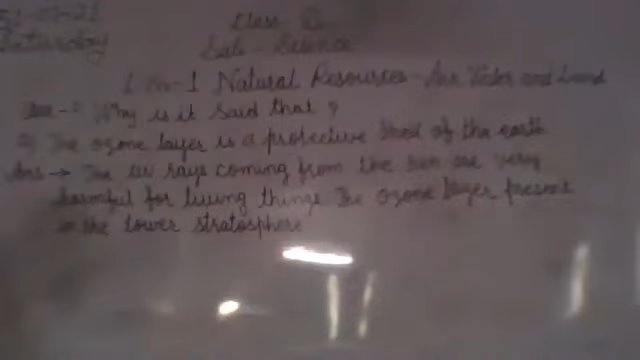 Saturday
Class-
Sub- Science
1 Natural Resources- Air Water and Land
Why is it said that ?
The ozone layer is a protective of the earth
Ans → The UV rays coming from the Sun are very
harmful for living things. The ozone layer present
in the lower stratosphere